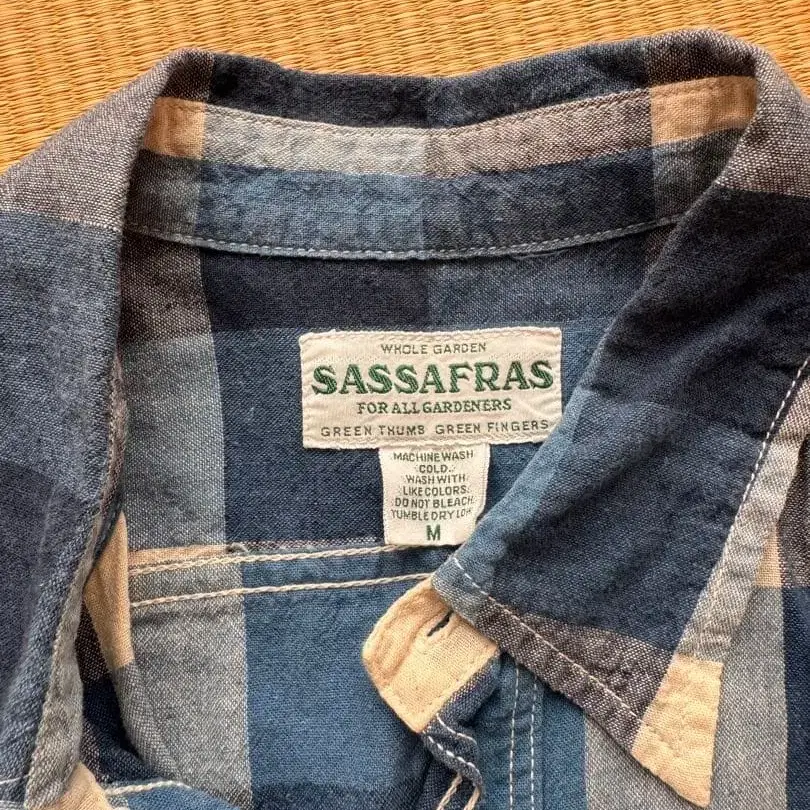 WHOLE GARDEN
SASSAFRAS
FOR ALL GARDENERS
GREEN THUMB GREEN FINGERS
MACHINE WASH
COLD.
WASH WITH
LIKE COLORS.
DO NOT BLEACH.
TUMBLE DRY LOW
M